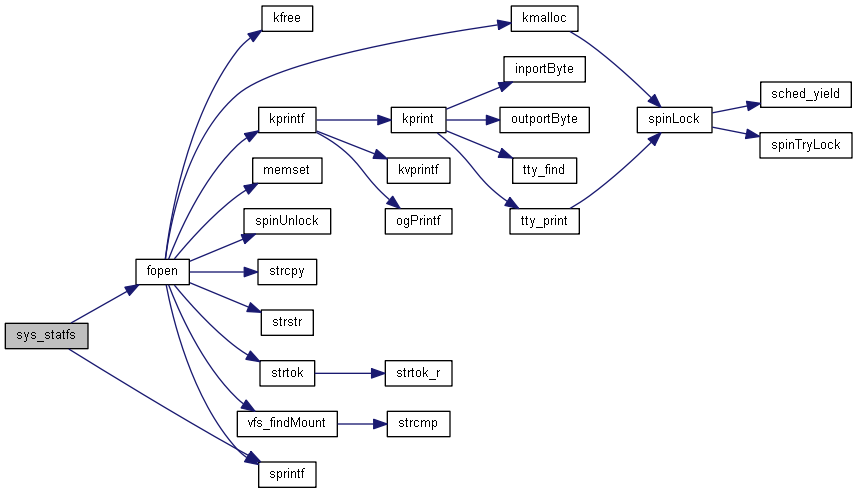 kfree
kmalloc
inportByte
sched_yield
kprintf
kprint
outportByte
spinLock
spinTryLock
memset
kvprintf
tty_find
spinUnlock
ogPrintf
tty_print
fopen
strcpy
strstr
sys_statfs
strtok
strtok_r
vfs_findMount
strcmp
sprintf